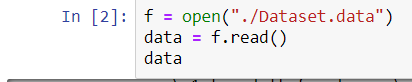 In [2]: f = open("./Dataset.data")
data = f.read()
data